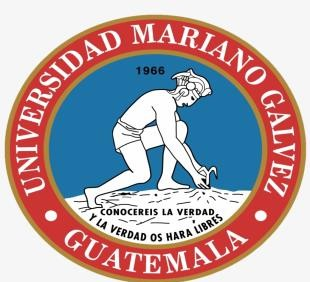 UNIVERSIDAD MARIANO GALVEZ
1966
CONOCEREIS LA VERDAD
Y LA VERDAD OS HARA LIBRES
GUATEMALA